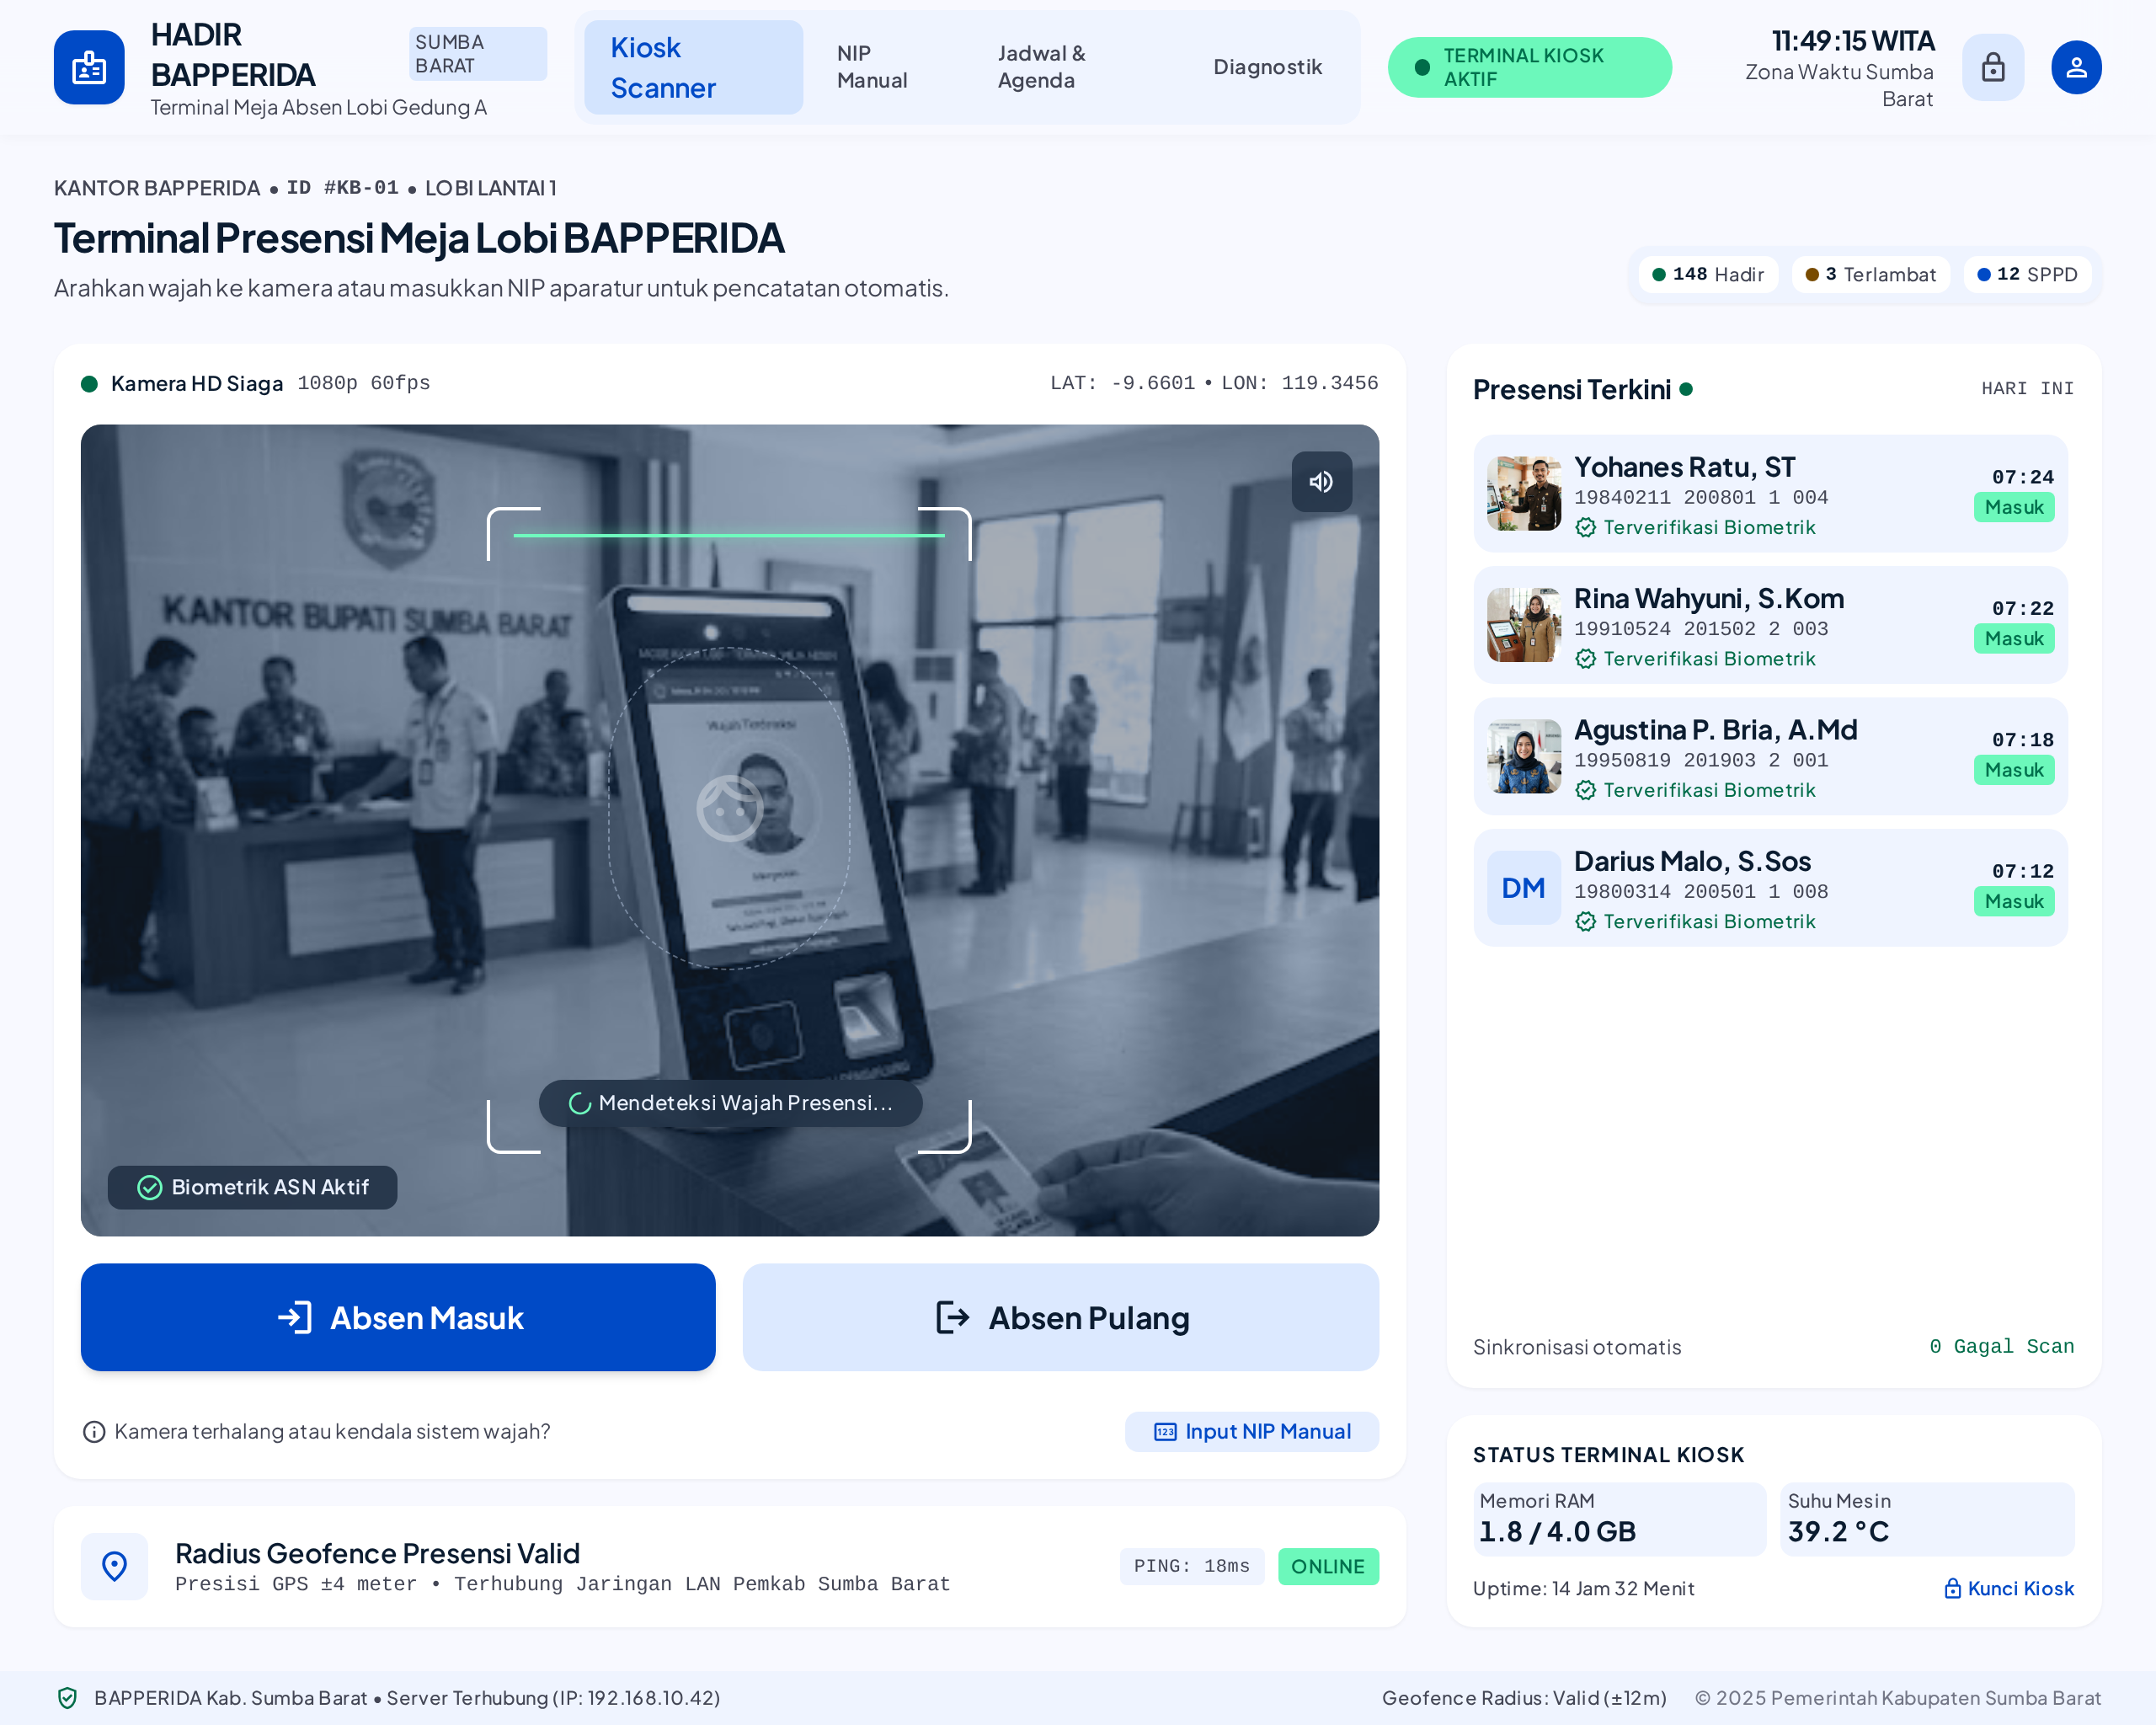 HADIR
BAPPERIDA
SUMBA
BARAT
Terminal Meja Absen Lobi Gedung A
Kiosk
Scanner
NIP
Manual
Jadwal &
Agenda
Diagnostik
TERMINAL KIOSK
AKTIF
11:49:15 WITA
Zona Waktu Sumba
Barat
KANTOR BAPPERIDA • ID #KB-01 • LOBI LANTAI 1
Terminal Presensi Meja Lobi BAPPERIDA
Arahkan wajah ke kamera atau masukkan NIP aparatur untuk pencatatan otomatis.
148 Hadir
3 Terlambat
12 SPPD
Kamera HD Siaga 1080p 60fps
LAT: -9.6601 • LON: 119.3456
KANTOR BUPATI SUMBA BARAT
Wajah Terdeteksi
Mendeteksi Wajah Presensi...
Biometrik ASN Aktif
Absen Masuk
Absen Pulang
Kamera terhalang atau kendala sistem wajah?
123
Input NIP Manual
Radius Geofence Presensi Valid
Presisi GPS ±4 meter • Terhubung Jaringan LAN Pemkab Sumba Barat
PING: 18ms
ONLINE
Presensi Terkini
HARI INI
Yohanes Ratu, ST
19840211 200801 1 004
Terverifikasi Biometrik
07:24
Masuk
Rina Wahyuni, S.Kom
19910524 201502 2 003
Terverifikasi Biometrik
07:22
Masuk
Agustina P. Bria, A.Md
19950819 201903 2 001
Terverifikasi Biometrik
07:18
Masuk
DM
Darius Malo, S.Sos
19800314 200501 1 008
Terverifikasi Biometrik
07:12
Masuk
Sinkronisasi otomatis
0 Gagal Scan
STATUS TERMINAL KIOSK
Memori RAM
1.8 / 4.0 GB
Suhu Mesin
39.2 °C
Uptime: 14 Jam 32 Menit
Kunci Kiosk
BAPPERIDA Kab. Sumba Barat • Server Terhubung (IP: 192.168.10.42)
Geofence Radius: Valid (±12m)
© 2025 Pemerintah Kabupaten Sumba Barat